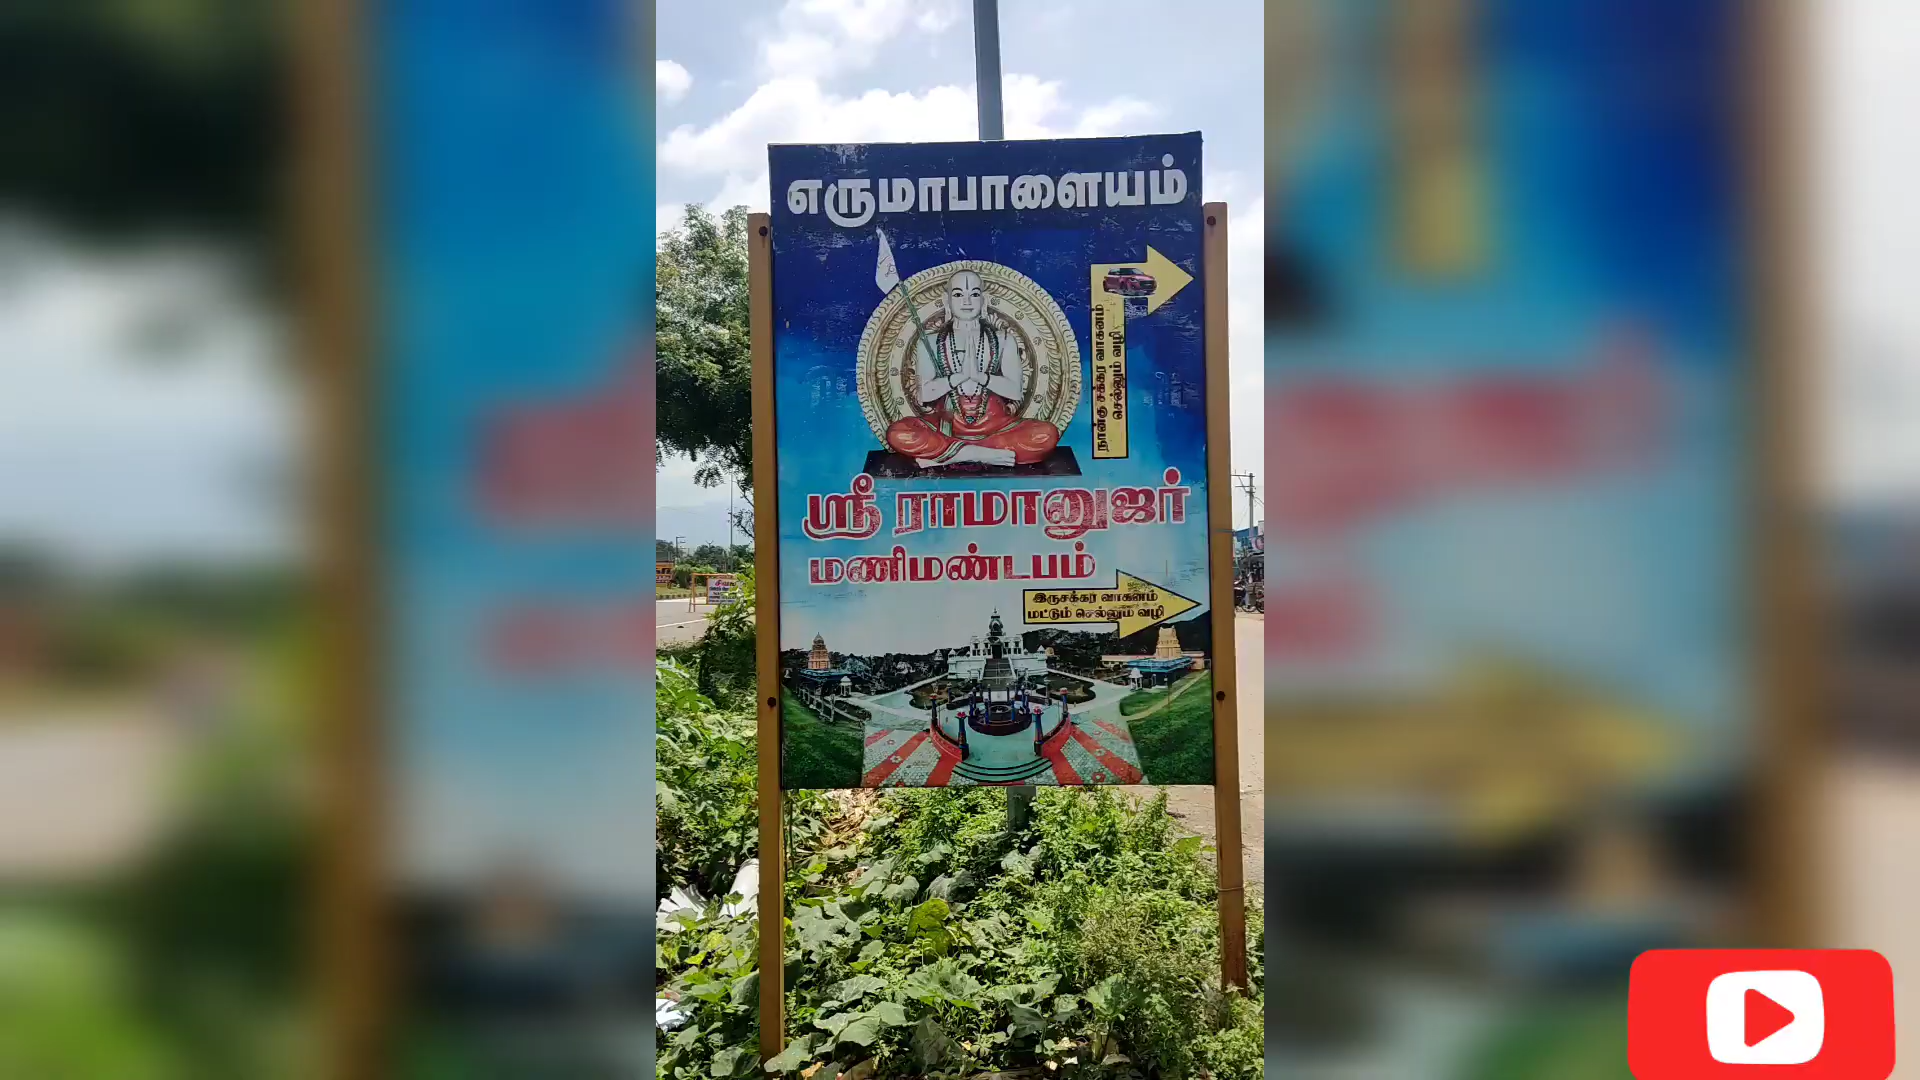 எருமாபாளையம்
நான்கு சக்கர வாகனம்
செல்லும் வழி
ஸ்ரீ ராமானுஜர்
மணிமண்டபம்
இருசக்கர வாகனம்
மட்டும் செல்லும் வழி